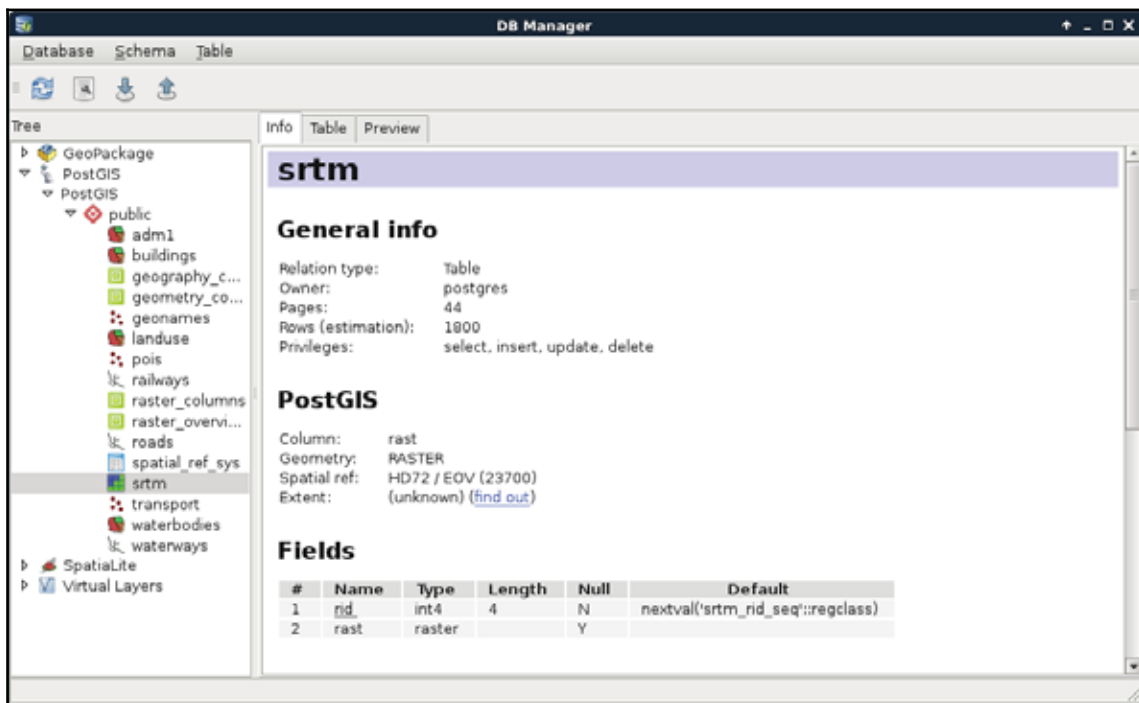 DB Manager
Database Schema Table
Tree
Info Table Preview
GeoPackage
PostGIS
PostGIS
public
adm1
buildings
geography_c...
geometry_co...
geonames
landuse
pois
railways
raster_columns
raster_overvi...
roads
spatial_ref_sys
srtm
transport
waterbodies
waterways
SpatiaLite
Virtual Layers
srtm
General info
Relation type: Table
Owner: postgres
Pages: 44
Rows (estimation): 1800
Privileges: select, insert, update, delete
PostGIS
Column: rast
Geometry: RASTER
Spatial ref: HD72 / EOV (23700)
Extent: (unknown) (find out)
Fields
# Name Type Length Null Default
1 rid int4 4 N nextval('srtm_rid_seq'::regclass)
2 rast raster Y